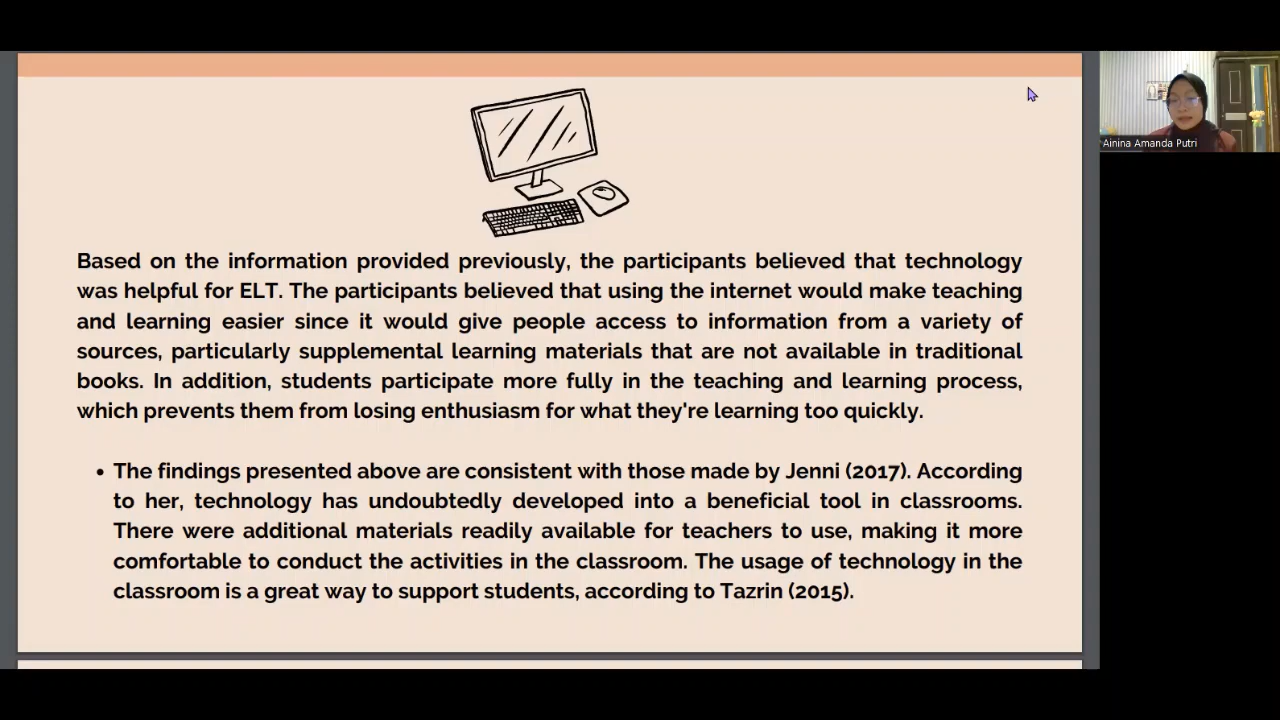 Ainina Amanda Putri
Based on the information provided previously, the participants believed that technology
was helpful for ELT. The participants believed that using the internet would make teaching
and learning easier since it would give people access to information from a variety of
sources, particularly supplemental learning materials that are not available in traditional
books. In addition, students participate more fully in the teaching and learning process,
which prevents them from losing enthusiasm for what they're learning too quickly.
• The findings presented above are consistent with those made by Jenni (2017). According
to her, technology has undoubtedly developed into a beneficial tool in classrooms.
There were additional materials readily available for teachers to use, making it more
comfortable to conduct the activities in the classroom. The usage of technology in the
classroom is a great way to support students, according to Tazrin (2015).